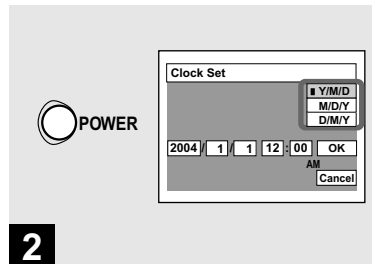 Clock Set
Y/M/D
M/D/Y
D/M/Y
POWER
2004 / 1 / 1 12 : 00 OK
AM
Cancel
2